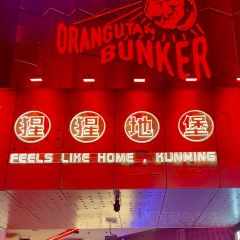 ORANGUTAN
BUNKER
猩猩地堡
FEELS LIKE HOME , KUNMING